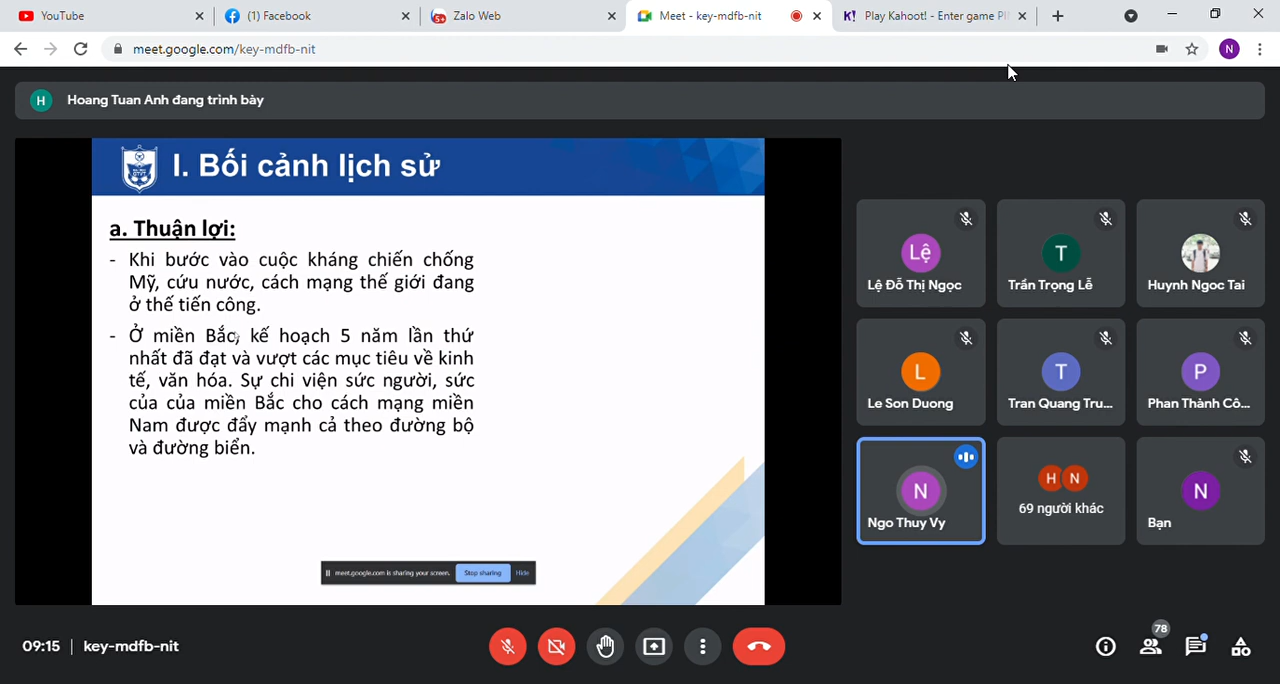 YouTube
(1) Facebook
Zalo Web
Meet - key-mdfb-nit
K! Play Kahoot! - Enter game PI
N
meet.google.com/key-mdfb-nit
H Hoang Tuan Anh đang trình bày
I. Bối cảnh lịch sử
a. Thuận lợi:
- Khi bước vào cuộc kháng chiến chống
Mỹ, cứu nước, cách mạng thế giới đang
ở thế tiến công.
- Ở miền Bắc, kế hoạch 5 năm lần thứ
nhất đã đạt và vượt các mục tiêu về kinh
tế, văn hóa. Sự chi viện sức người, sức
của của miền Bắc cho cách mạng miền
Nam được đẩy mạnh cả theo đường bộ
và đường biển.
meet.google.com is sharing your screen. Stop sharing Hide
Lệ T
Lệ Đỗ Thị Ngọc Trần Trọng Lễ Huynh Ngoc Tai
L T P
Le Son Duong Tran Quang Tru... Phan Thành Cô...
N H N N
Ngo Thuy Vy 69 người khác Bạn
09:15 | key-mdfb-nit
78